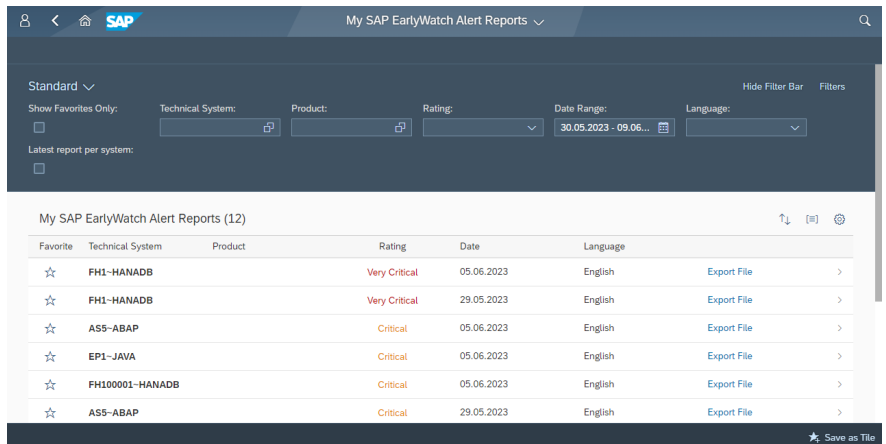 SAP My SAP EarlyWatch Alert Reports
Standard
Hide Filter Bar Filters
Show Favorites Only: Technical System: Product: Rating: Date Range: Language:
30.05.2023 - 09.06...
Latest report per system:
My SAP EarlyWatch Alert Reports (12)
Favorite Technical System Product Rating Date Language
FH1~HANADB Very Critical 05.06.2023 English Export File
FH1~HANADB Very Critical 29.05.2023 English Export File
AS5~ABAP Critical 05.06.2023 English Export File
EP1~JAVA Critical 05.06.2023 English Export File
FH100001~HANADB Critical 05.06.2023 English Export File
AS5~ABAP Critical 29.05.2023 English Export File
Save as Tile